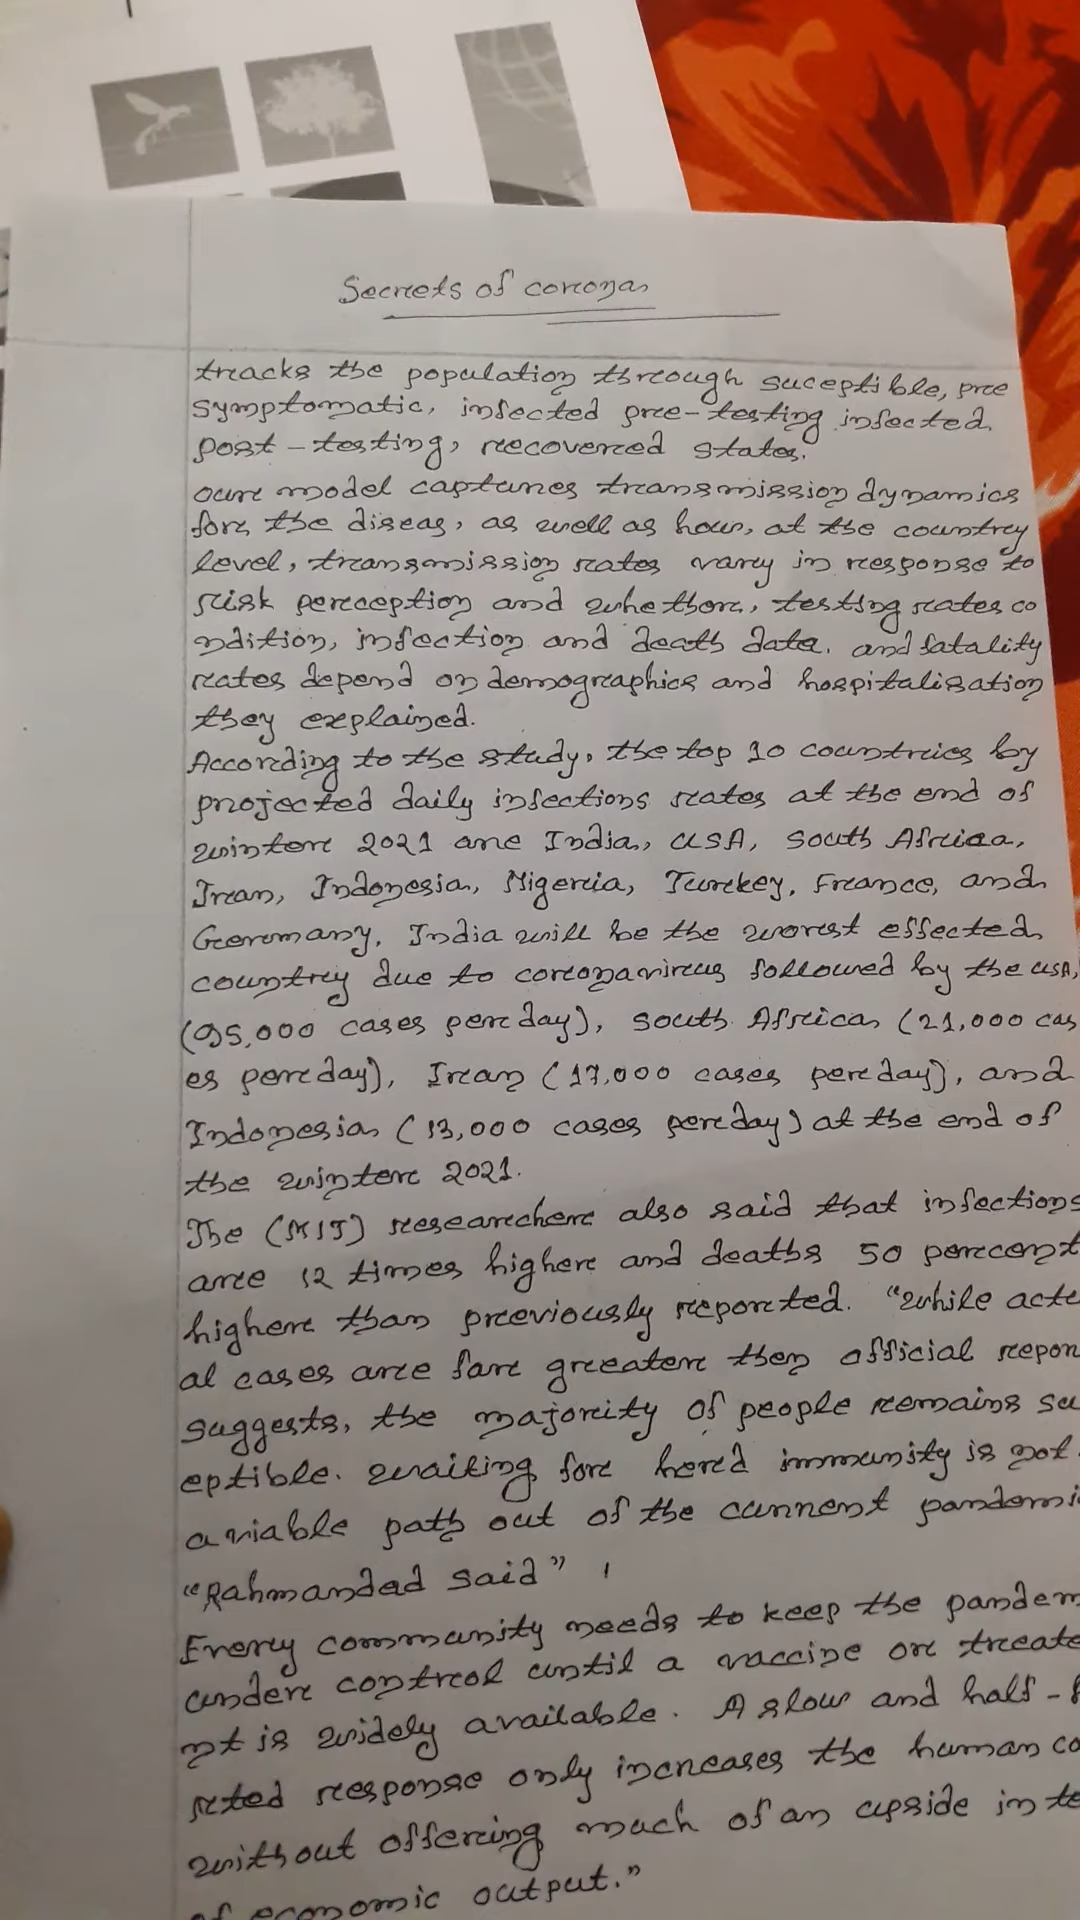 Secrets of corona
tracks the population through suceptible, pre
symptomatic, infected pre-testing infected
post-testing, recovered states.
our model captures transmission dynamics
for the diseas, as well as how, at the country
level, transmission rates vary in response to
risk perception and whether, testing rates co
ndition, infection and death data. and fatality
rates depend on demographics and hospitalisation
they explained.
According to the study, the top 10 countries by
projected daily infections rates at the end of
winter 2021 are India, USA, South Africa,
Iran, Indonesia, Nigeria, Turkey, France, and
Germany. India will be the worst effected
country due to coronavirus followed by the USA,
(95,000 cases per day), South Africa (21,000 cas
es per day), Iran (17,000 cases per day), and
Indonesia (13,000 cases per day) at the end of
the winter 2021.
The (MIT) researcher also said that infections
are 12 times higher and deaths 50 percent
higher than previously reported. "while actu
al cases are far greater then official repor
suggests, the majority of people remains su
eptible. waiting for herd immunity is not
a viable path out of the current pandemi
"Rahmandad said"
Every community needs to keep the pandem
under control until a vaccine or treate
nt is widely available. A slow and half-
rted response only increases the human co
without offering much of an upside in te
of economic output."